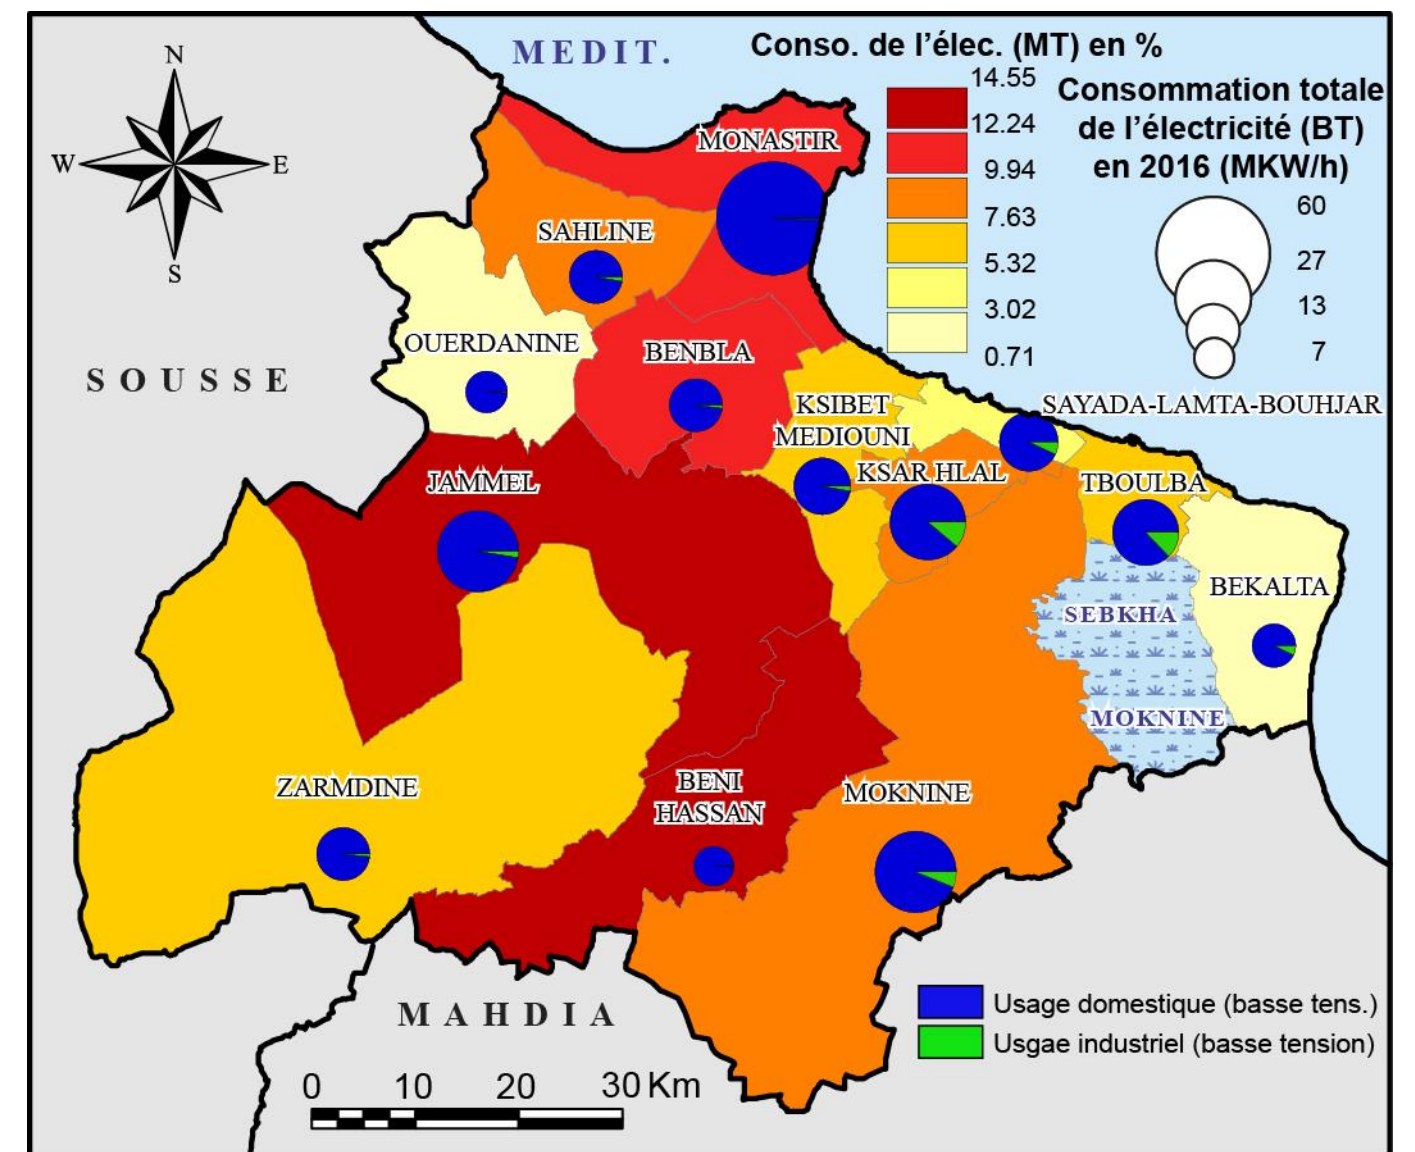 MEDIT.
Conso. de l’élec. (MT) en %
14.55
12.24
9.94
7.63
5.32
3.02
0.71
Consommation totale
de l’électricité (BT)
en 2016 (MKW/h)
60
27
13
7
N
W
E
S
MONASTIR
SAHLINE
OUERDANINE
BENBLA
SOUSSE
KSIBET
MEDIOUNI
SAYADA-LAMTA-BOUHJAR
KSAR HLAL
JAMMEL
TBOULBA
BEKALTA
SEBKHA
MOKNINE
ZARMDINE
BENI
HASSAN
MOKNINE
MAHDIA
Usage domestique (basse tens.)
Usgae industriel (basse tension)
0 10 20 30 Km